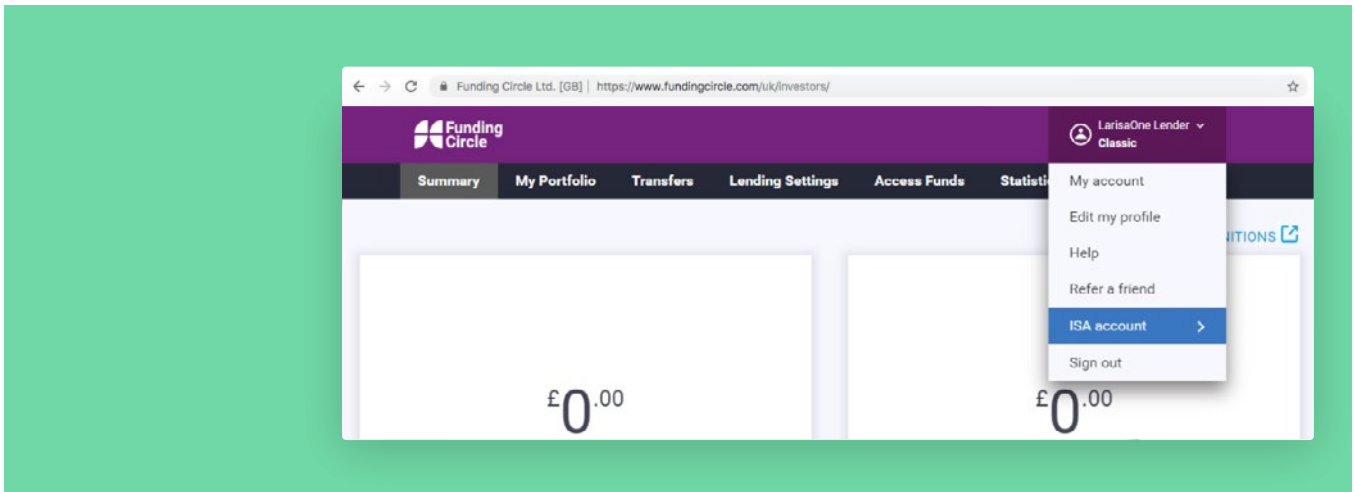 Funding Circle Ltd. [GB] | https://www.fundingcircle.com/uk/investors/
Funding
Circle
LarisaOne Lender
Classic
Summary My Portfolio Transfers Lending Settings Access Funds
My account
Edit my profile
Help
Refer a friend
ISA account
Sign out
£0.00
£0.00